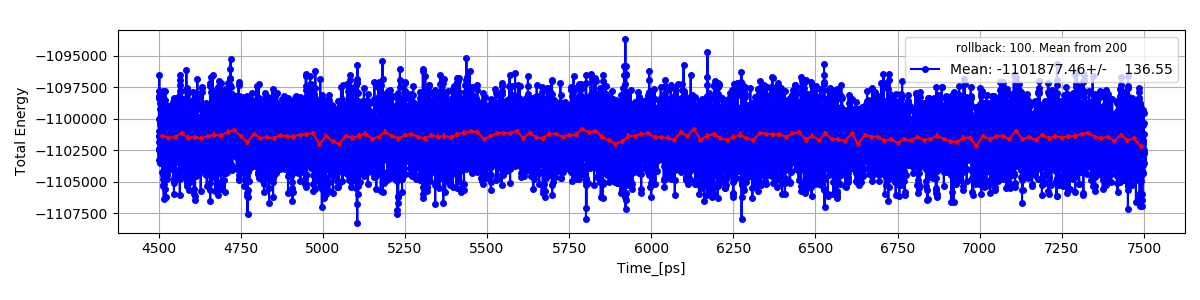 rollback: 100. Mean from 200
Mean: -1101877.46+/-    136.55
Total Energy
−1095000
−1097500
−1100000
−1102500
−1105000
−1107500
4500 4750 5000 5250 5500 5750 6000 6250 6500 6750 7000 7250 7500
Time_[ps]